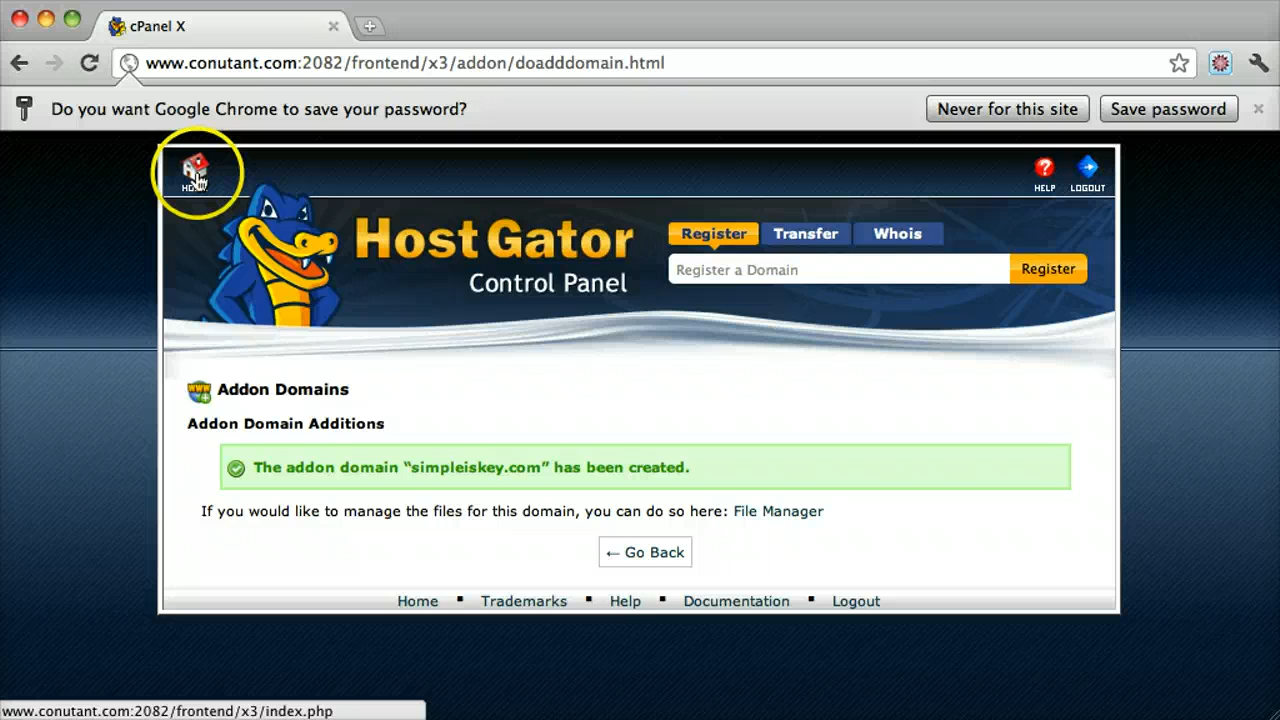 cPanel X
www.conutant.com:2082/frontend/x3/addon/doadddomain.html
Do you want Google Chrome to save your password?
Never for this site
Save password
HELP
LOGOUT
HostGator
Control Panel
Register
Transfer
Whois
Register a Domain
Register
Addon Domains
Addon Domain Additions
The addon domain “simpleiskey.com” has been created.
If you would like to manage the files for this domain, you can do so here: File Manager
← Go Back
Home ▪ Trademarks ▪ Help ▪ Documentation ▪ Logout
www.conutant.com:2082/frontend/x3/index.php